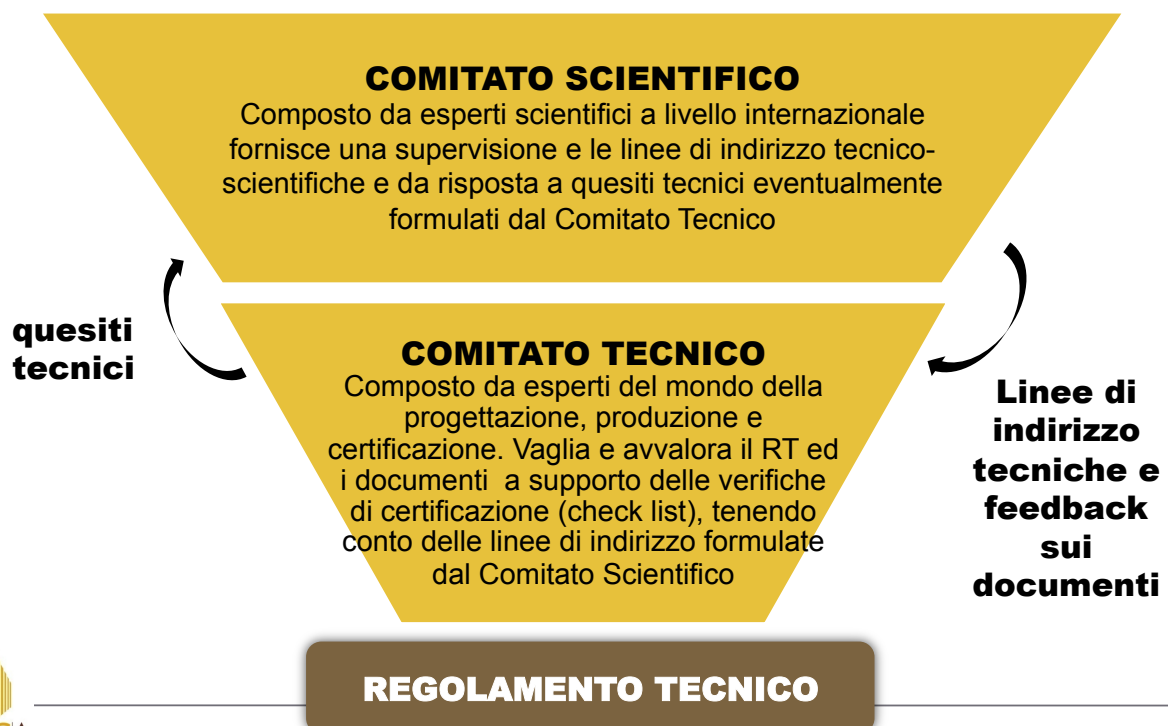 COMITATO SCIENTIFICO
Composto da esperti scientifici a livello internazionale
fornisce una supervisione e le linee di indirizzo tecnico-
scientifiche e da risposta a quesiti tecnici eventualmente
formulati dal Comitato Tecnico
quesiti
tecnici
COMITATO TECNICO
Composto da esperti del mondo della
progettazione, produzione e
certificazione. Vaglia e avvalora il RT ed
i documenti  a supporto delle verifiche
di certificazione (check list), tenendo
conto delle linee di indirizzo formulate
dal Comitato Scientifico
Linee di
indirizzo
tecniche e
feedback
sui
documenti
REGOLAMENTO TECNICO